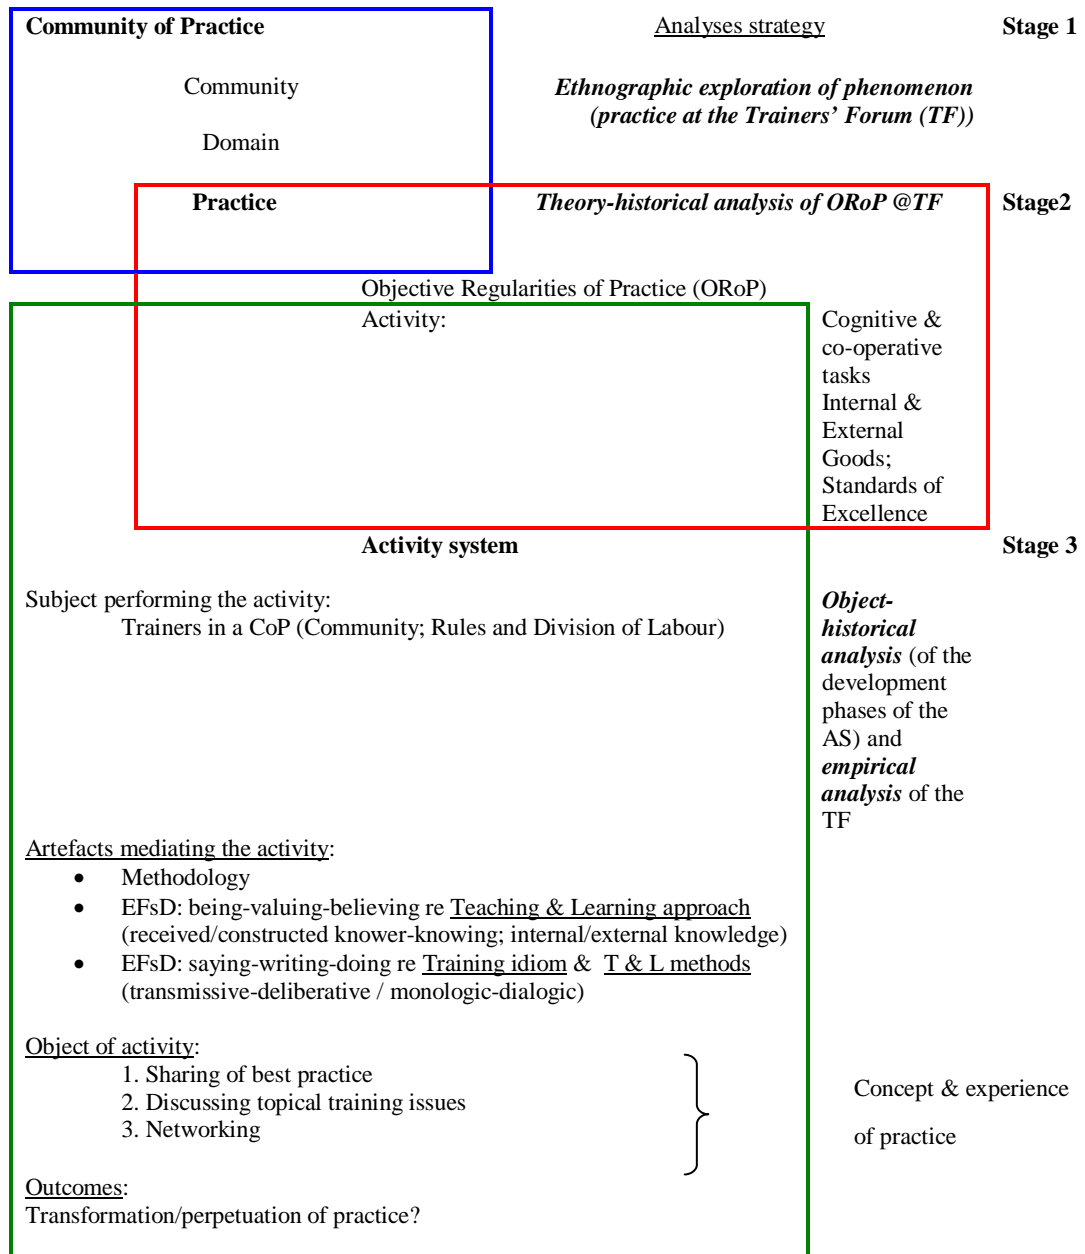 Community of Practice Analyses strategy Stage 1
Community Ethnographic exploration of phenomenon
(practice at the Trainers' Forum (TF))
Domain
Practice Theory-historical analysis of ORoP @TF Stage2
Objective Regularities of Practice (ORoP)
Activity:
Cognitive &
co-operative
tasks
Internal &
External
Goods;
Standards of
Excellence
Activity system Stage 3
Subject performing the activity:
Trainers in a CoP (Community; Rules and Division of Labour)
Object-
historical
analysis (of the
development
phases of the
AS) and
empirical
analysis of the
TF
Artefacts mediating the activity:
• Methodology
• EFsD: being-valuing-believing re Teaching & Learning approach
(received/constructed knower-knowing; internal/external knowledge)
• EFsD: saying-writing-doing re Training idiom & T & L methods
(transmissive-deliberative / monologic-dialogic)
Object of activity:
1. Sharing of best practice
2. Discussing topical training issues
3. Networking
Concept & experience
of practice
Outcomes:
Transformation/perpetuation of practice?